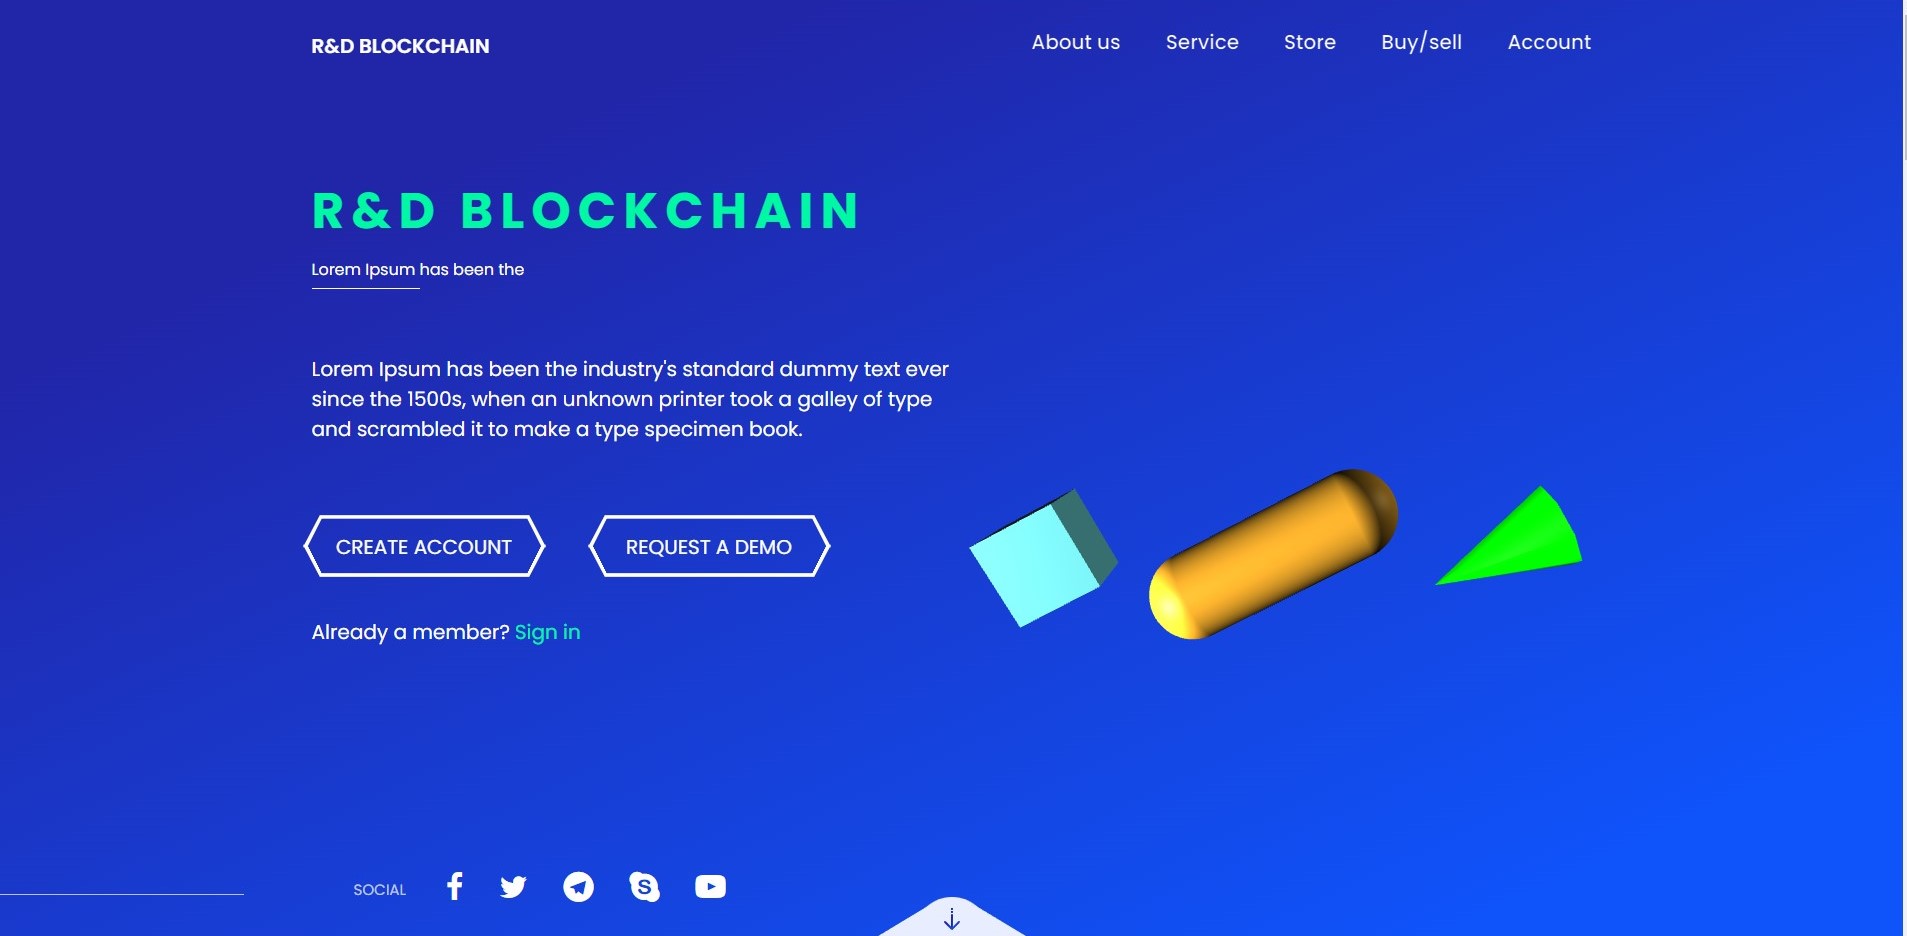 R&D BLOCKCHAIN
About us Service Store Buy/sell Account
R&D BLOCKCHAIN
Lorem Ipsum has been the
Lorem Ipsum has been the industry's standard dummy text ever
since the 1500s, when an unknown printer took a galley of type
and scrambled it to make a type specimen book.
CREATE ACCOUNT REQUEST A DEMO
Already a member? Sign in
SOCIAL